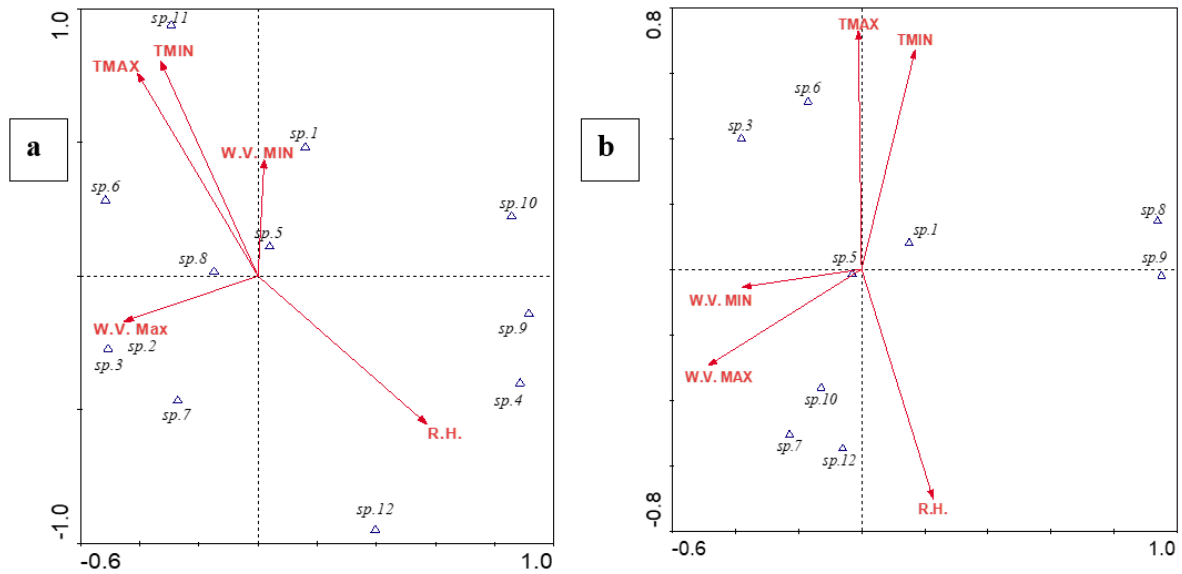 a
1.0
-1.0
-0.6
1.0
sp.11
TMIN
TMAX
sp.1
W.V. MIN
sp.6
sp.10
sp.5
sp.8
W.V. Max
sp.2
sp.3
sp.9
sp.4
sp.7
R.H.
sp.12
b
0.8
-0.8
-0.6
1.0
TMAX
TMIN
sp.6
sp.3
sp.8
sp.1
sp.5
sp.9
W.V. MIN
W.V. MAX
sp.10
sp.7
sp.12
R.H.